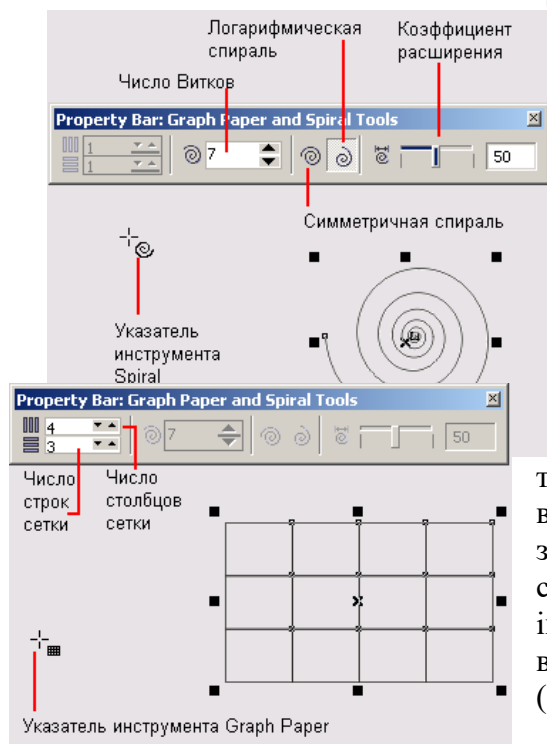 Логарифмическая
спираль
Коэффициент
расширения
Число Витков
Property Bar: Graph Paper and Spiral Tools
1
1
7
50
Симметричная спираль
Указатель
инструмента
Spiral
Property Bar: Graph Paper and Spiral Tools
4
3
7
50
Число
строк
сетки
Число
столбцов
сетки
Указатель инструмента Graph Paper
т
в
з
с
в
(